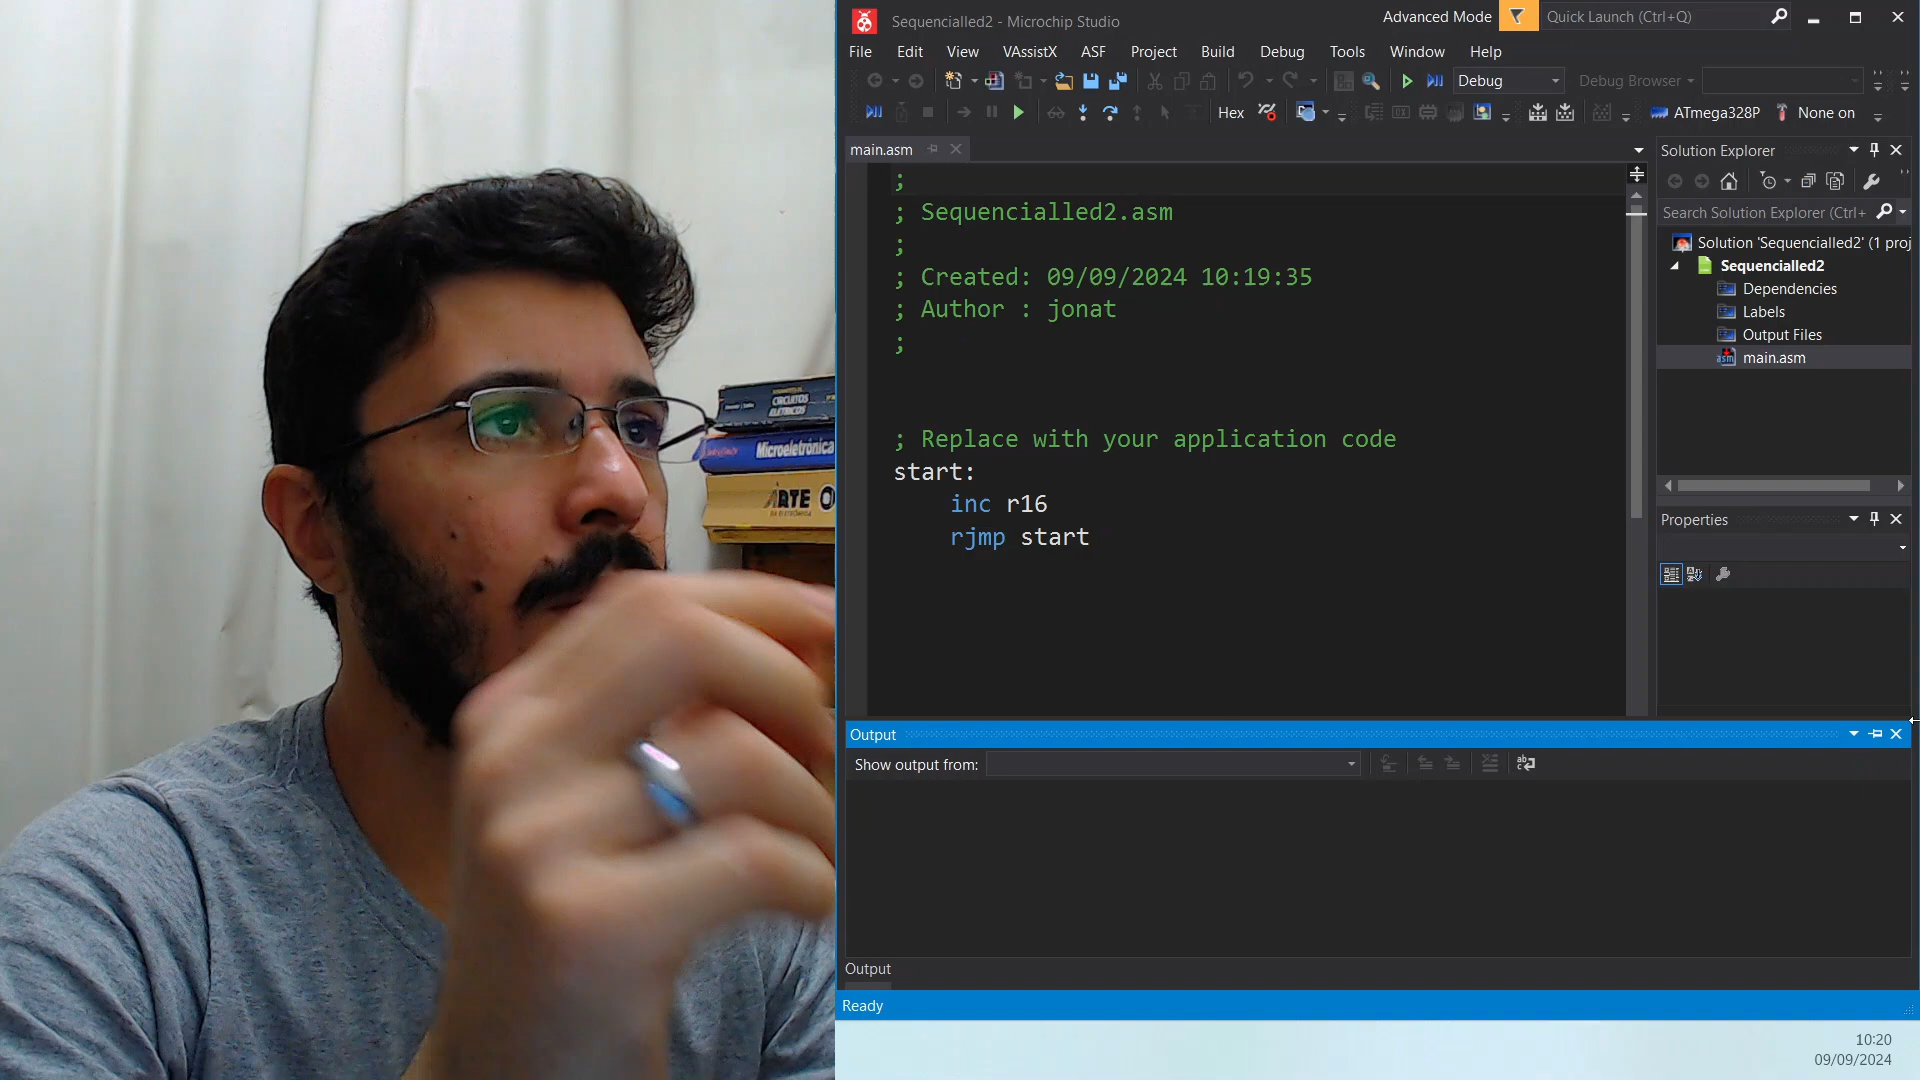 CIRCUITOS
ELÉTRICOS
Microeletrônica
ARTE
Sequencialled2 - Microchip Studio
Advanced Mode
Quick Launch (Ctrl+Q)
File Edit View VAssistX ASF Project Build Debug Tools Window Help
Debug
Debug Browser
Hex
ATmega328P
None on
main.asm
;
; Sequencialled2.asm
;
; Created: 09/09/2024 10:19:35
; Author : jonat
;
; Replace with your application code
start:
inc r16
rjmp start
Solution Explorer
Search Solution Explorer (Ctrl+
Solution 'Sequencialled2' (1 proj
Sequencialled2
Dependencies
Labels
Output Files
asm main.asm
Properties
Output
Show output from:
Output
Ready
10:20
09/09/2024